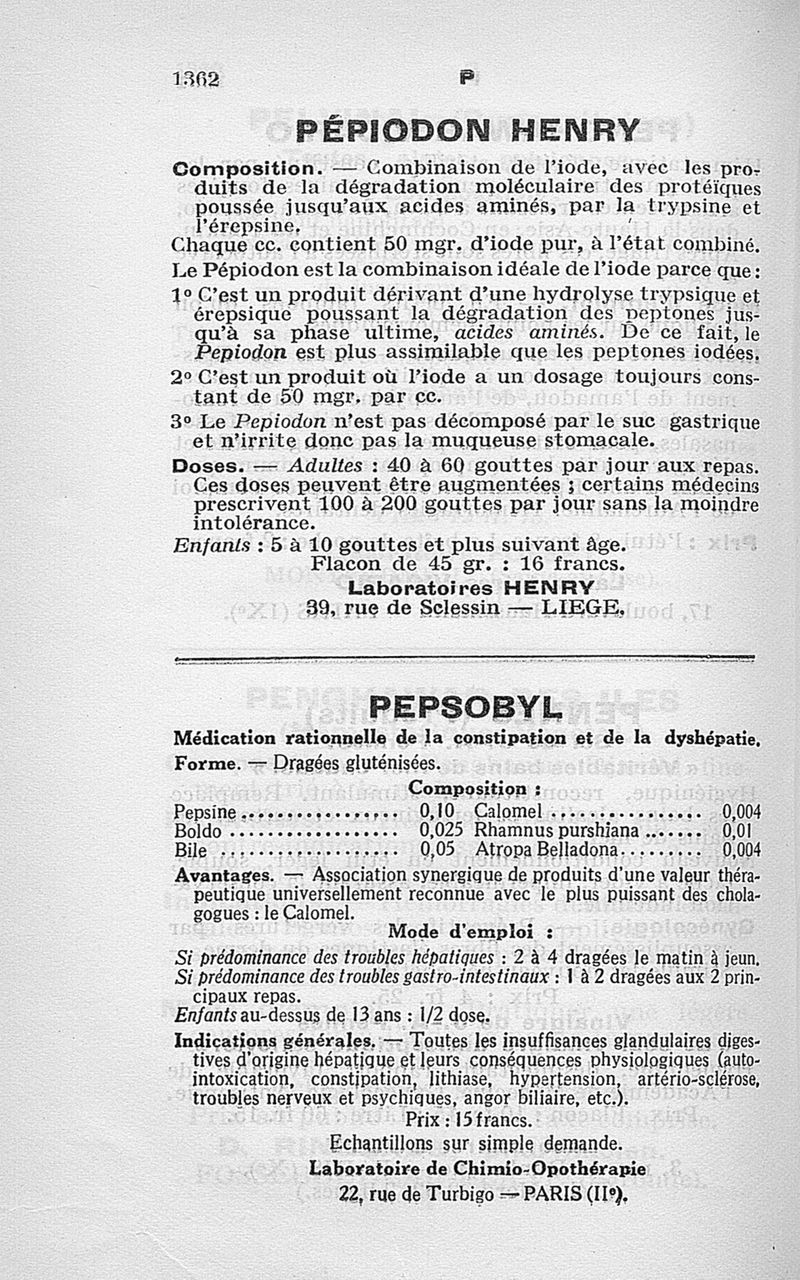 1362
P
PÉPIODON HENRY
Composition. — Combinaison de l'iode, avec les pro-
duits de la dégradation moléculaire des protéïques
poussée jusqu'aux acides aminés, par la trypsine et
l'érepsine.
Chaque cc. contient 50 mgr. d'iode pur, à l'état combiné.
Le Pépiodon est la combinaison idéale de l'iode parce que :
1º C'est un produit dérivant d'une hydrolyse trypsique et
érepsique poussant la dégradation des peptones jus-
qu'à sa phase ultime, acides aminés. De ce fait, le
Pepiodon est plus assimilable que les peptones iodées.
2º C'est un produit où l'iode a un dosage toujours cons-
tant de 50 mgr. par cc.
3º Le Pepiodon n'est pas décomposé par le suc gastrique
et n'irrite donc pas la muqueuse stomacale.
Doses. — Adultes : 40 à 60 gouttes par jour aux repas.
Ces doses peuvent être augmentées ; certains médecins
prescrivent 100 à 200 gouttes par jour sans la moindre
intolérance.
Enfants : 5 à 10 gouttes et plus suivant âge.
Flacon de 45 gr. : 16 francs.
Laboratoires HENRY
39, rue de Sclessin — LIEGE.
PEPSOBYL
Médication rationnelle de la constipation et de la dyshépatie.
Forme. — Dragées gluténisées.
Composition :
Pepsine ................. 0,10 Calomel ................ 0,004
Boldo .................. 0,025 Rhamnus purshiana ....... 0,01
Bile ................... 0,05 Atropa Belladona.......... 0,004
Avantages. — Association synergique de produits d'une valeur théra-
peutique universellement reconnue avec le plus puissant des chola-
gogues : le Calomel.
Mode d'emploi :
Si prédominance des troubles hépatiques : 2 à 4 dragées le matin à jeun.
Si prédominance des troubles gastro-intestinaux : 1 à 2 dragées aux 2 prin-
cipaux repas.
Enfants au-dessus de 13 ans : 1/2 dose.
Indications générales. — Toutes les insuffisances glandulaires diges-
tives d'origine hépatique et leurs conséquences physiologiques (auto-
intoxication, constipation, lithiase, hypertension, artério-sclérose,
troubles nerveux et psychiques, angor biliaire, etc.).
Prix : 15 francs.
Echantillons sur simple demande.
Laboratoire de Chimio-Opothérapie
22, rue de Turbigo — PARIS (IIe).